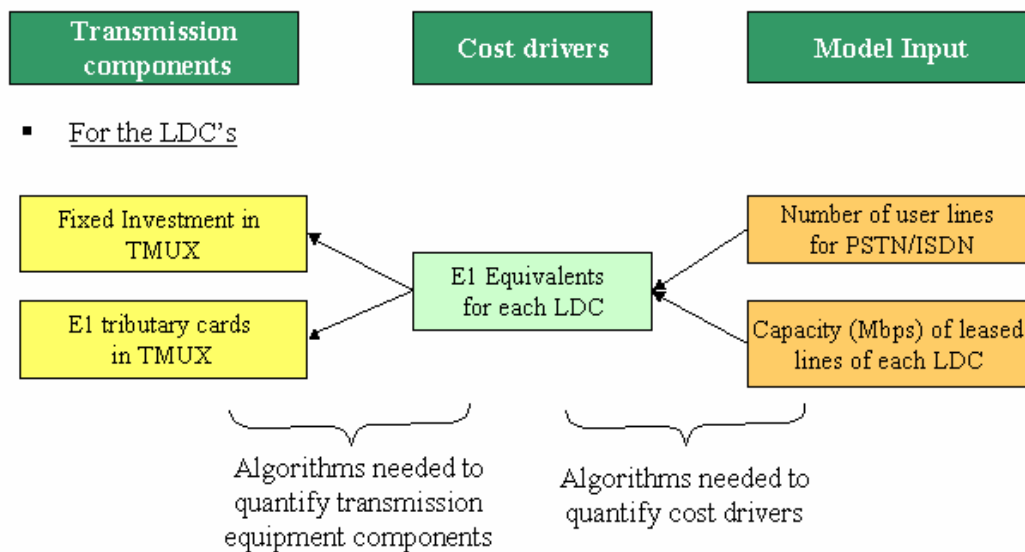 Transmission
components
Cost drivers
Model Input
▪ For the LDC's
Fixed Investment in
TMUX
E1 tributary cards
in TMUX
E1 Equivalents
for each LDC
Number of user lines
for PSTN/ISDN
Capacity (Mbps) of leased
lines of each LDC
Algorithms needed to
quantify transmission
equipment components
Algorithms needed to
quantify cost drivers